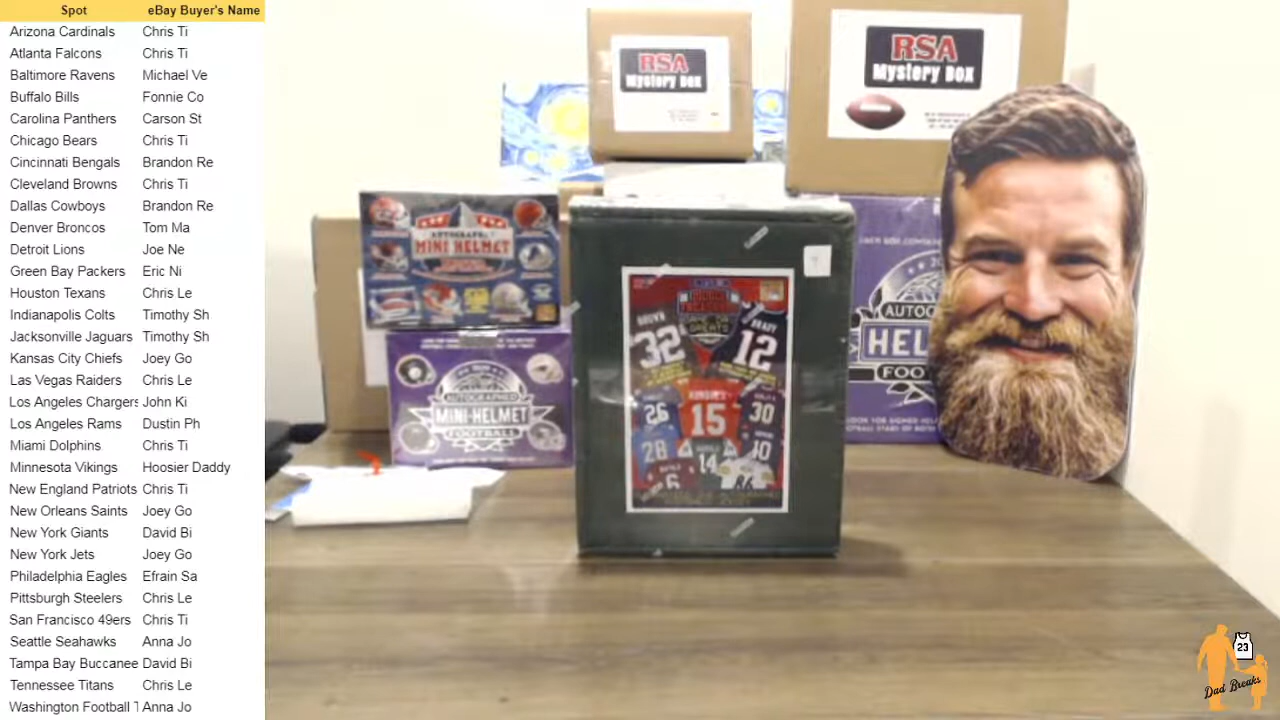 Spot eBay Buyer's Name
Arizona Cardinals Chris Ti
Atlanta Falcons Chris Ti
Baltimore Ravens Michael Ve
Buffalo Bills Fonnie Co
Carolina Panthers Carson St
Chicago Bears Chris Ti
Cincinnati Bengals Brandon Re
Cleveland Browns Chris Ti
Dallas Cowboys Brandon Re
Denver Broncos Tom Ma
Detroit Lions Joe Ne
Green Bay Packers Eric Ni
Houston Texans Chris Le
Indianapolis Colts Timothy Sh
Jacksonville Jaguars Timothy Sh
Kansas City Chiefs Joey Go
Las Vegas Raiders Chris Le
Los Angeles Chargers John Ki
Los Angeles Rams Dustin Ph
Miami Dolphins Chris Ti
Minnesota Vikings Hoosier Daddy
New England Patriots Chris Ti
New Orleans Saints Joey Go
New York Giants David Bi
New York Jets Joey Go
Philadelphia Eagles Efrain Sa
Pittsburgh Steelers Chris Le
San Francisco 49ers Chris Ti
Seattle Seahawks Anna Jo
Tampa Bay Buccanee David Bi
Tennessee Titans Chris Le
Washington Football T Anna Jo
RSA
Mystery Box
RSA
Mystery Box
AUTOGRAPHED
MINI HELMET
AUTOGRAPHED
MINI-HELMET
FOOTBALL
BROWN
32
BRADY
12
26
15
30
28
14
10
6
86
AUTO
HEL
FOO
23
Dad Breaks